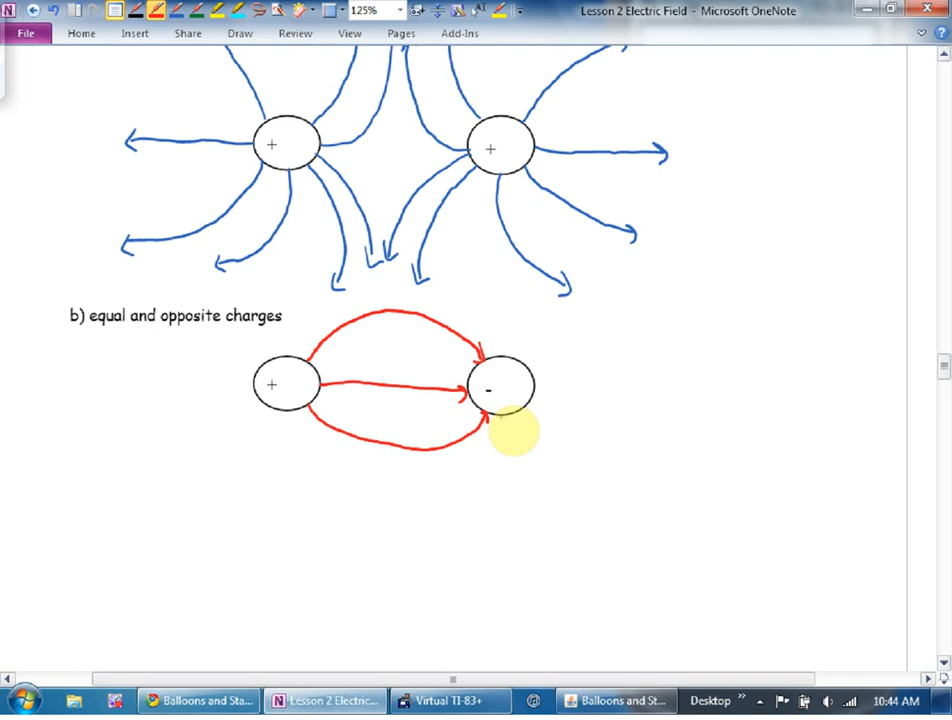 125%
Lesson 2 Electric Field - Microsoft OneNote
File Home Insert Share Draw Review View Pages Add-Ins
+ +
b) equal and opposite charges
+ -
Balloons and Sta... Lesson 2 Electric... Virtual TI-83+ Balloons and St... Desktop » 10:44 AM